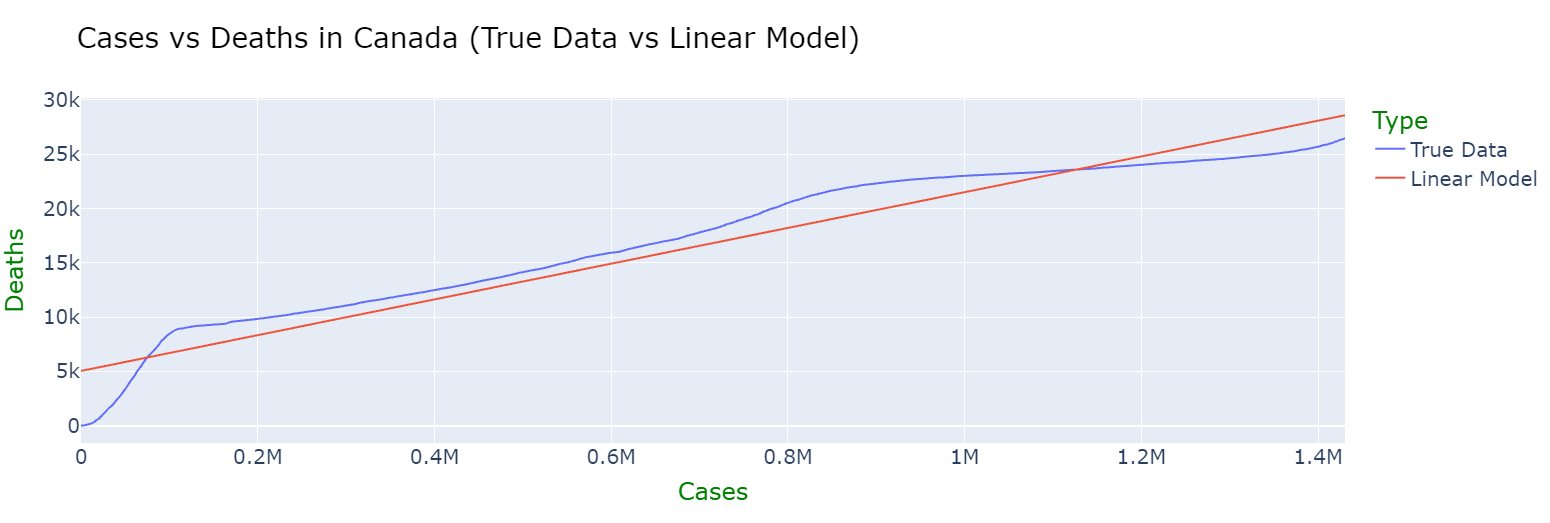 Cases vs Deaths in Canada (True Data vs Linear Model)
30k
25k
20k
15k
10k
5k
0
Deaths
0 0.2M 0.4M 0.6M 0.8M 1M 1.2M 1.4M
Cases
Type
True Data
Linear Model